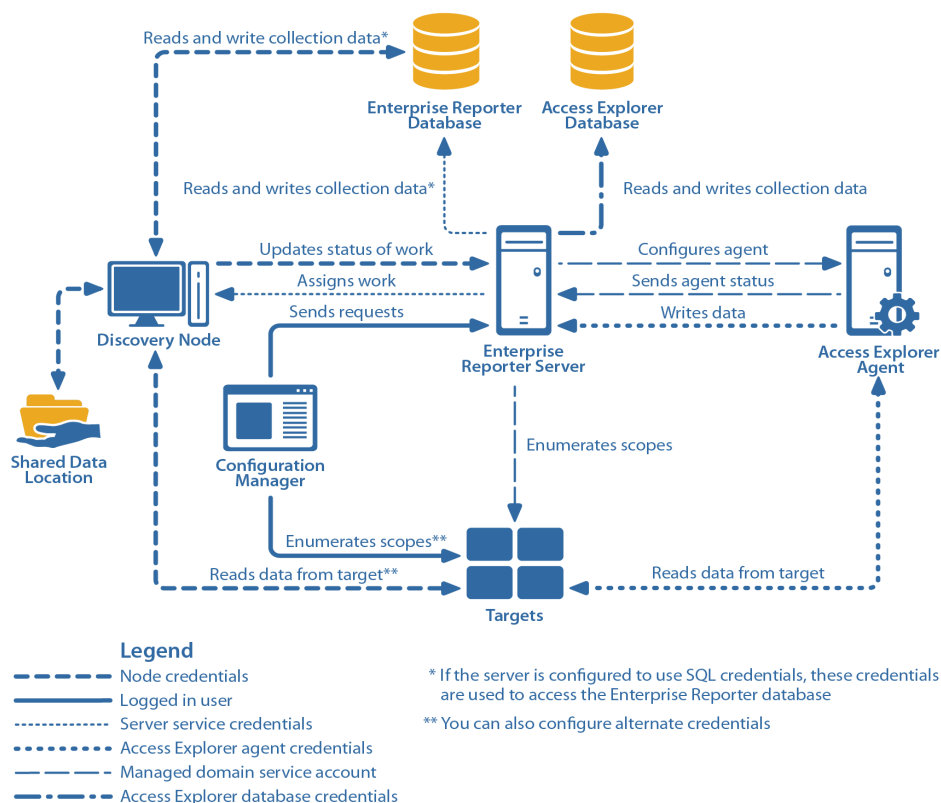 Reads and write collection data*
Enterprise Reporter
Database
Access Explorer
Database
Reads and writes collection data*
Reads and writes collection data
Updates status of work
Configures agent
Assigns work
Sends agent status
Sends requests
Writes data
Discovery Node
Enterprise
Reporter Server
Access Explorer
Agent
Shared Data
Location
Configuration
Manager
Enumerates scopes
Enumerates scopes**
Reads data from target**
Reads data from target
Targets
Legend
Node credentials
Logged in user
Server service credentials
Access Explorer agent credentials
Managed domain service account
Access Explorer database credentials
* If the server is configured to use SQL credentials, these credentials
are used to access the Enterprise Reporter database
** You can also configure alternate credentials